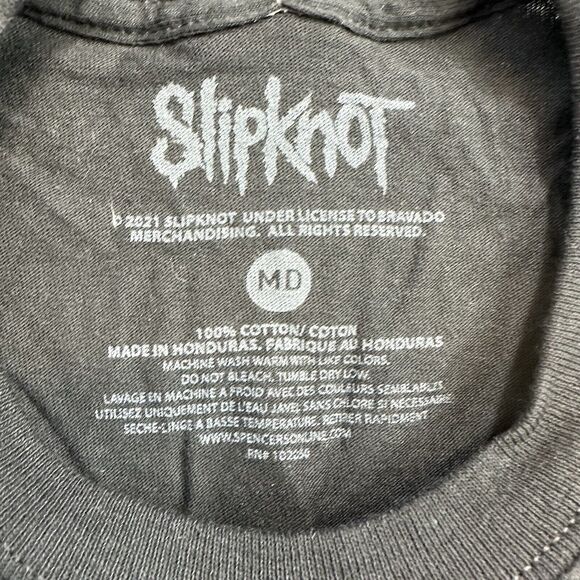 SlipknoT
© 2021 SLIPKNOT UNDER LICENSE TO BRAVADO
MERCHANDISING. ALL RIGHTS RESERVED.
MD
100% COTTON/COTON
MADE IN HONDURAS. FABRIQUE AU HONDURAS
MACHINE WASH WARM WITH LIKE COLORS.
DO NOT BLEACH. TUMBLE DRY LOW.
LAVAGE EN MACHINE A FROID AVEC DES COULEURS SEMBLABLES
UTILISEZ UNIQUEMENT DE L'EAU JAVEL SANS CHLORE SI NECESSAIRE.
SECHE-LINGE A BASSE TEMPERATURE. RETIRER RAPIDMENT
WWW.SPENCERSONLINE.COM
RN#